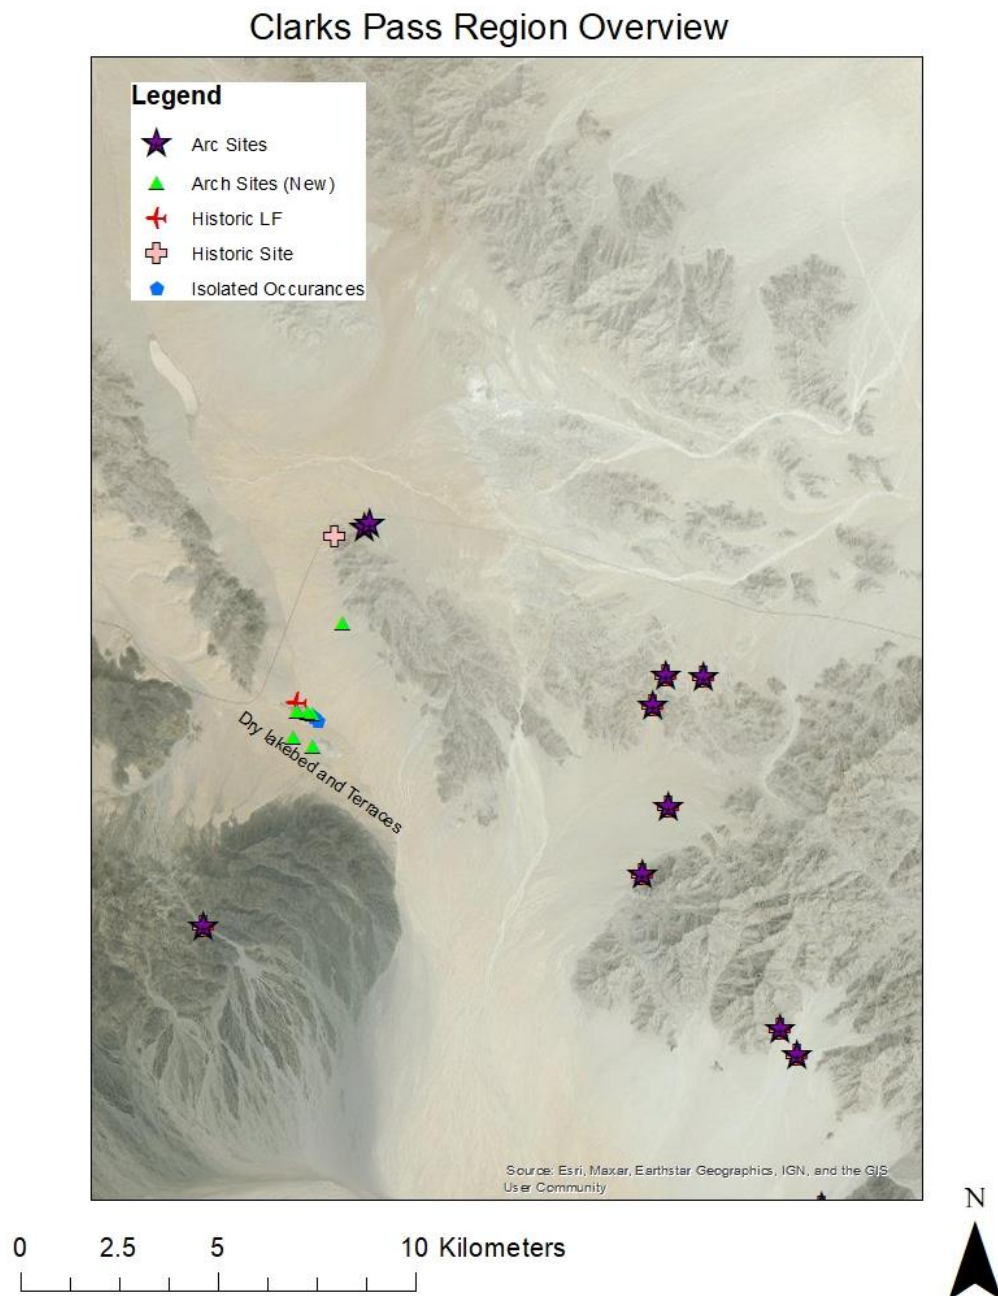 Clarks Pass Region Overview
Legend
Arc Sites
Arch Sites (New)
Historic LF
Historic Site
Isolated Occurances
Dry lakebed and Terraces
Source: Esri, Maxar, Earthstar Geographics, IGN, and the GIS
User Community
N
0 2.5 5 10 Kilometers